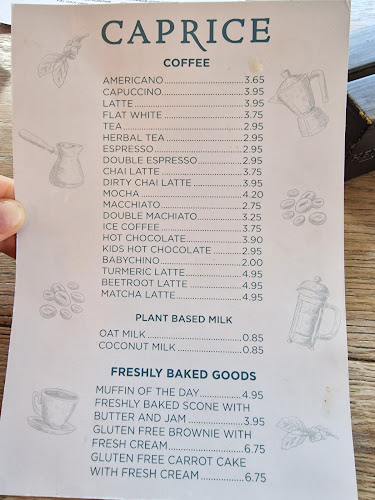 CAPRICE
COFFEE
AMERICANO 3.65
CAPUCCINO 3.95
LATTE 3.95
FLAT WHITE 3.75
TEA 2.95
HERBAL TEA 2.95
ESPRESSO 2.95
DOUBLE ESPRESSO 2.95
CHAI LATTE 3.75
DIRTY CHAI LATTE 3.95
MOCHA 4.20
MACCHIATO 2.75
DOUBLE MACHIATO 3.25
ICE COFFEE 3.75
HOT CHOCOLATE 3.90
KIDS HOT CHOCOLATE 2.95
BABYCHINO 2.00
TURMERIC LATTE 4.95
BEETROOT LATTE 4.95
MATCHA LATTE 4.95
PLANT BASED MILK
OAT MILK 0.85
COCONUT MILK 0.85
FRESHLY BAKED GOODS
MUFFIN OF THE DAY 4.95
FRESHLY BAKED SCONE WITH
BUTTER AND JAM 3.95
GLUTEN FREE BROWNIE WITH
FRESH CREAM 6.75
GLUTEN FREE CARROT CAKE
WITH FRESH CREAM 6.75